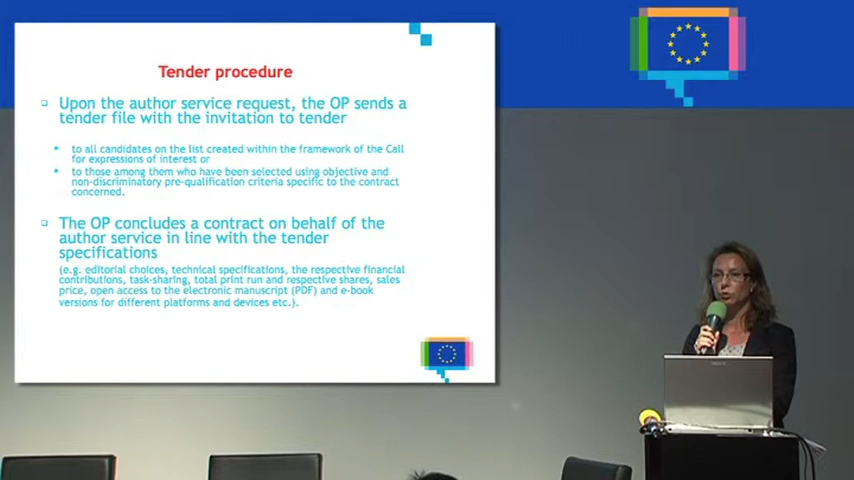 Tender procedure
Upon the author service request, the OP sends a
tender file with the invitation to tender
to all candidates on the list created within the framework of the Call
for expressions of interest or
to those among them who have been selected using objective and
non-discriminatory pre-qualification criteria specific to the contract
concerned.
The OP concludes a contract on behalf of the
author service in line with the tender
specifications
(e.g. editorial choices, technical specifications, the respective financial
contributions, task-sharing, total print run and respective shares, sales
price, open access to the electronic manuscript (PDF) and e-book
versions for different platforms and devices etc.).